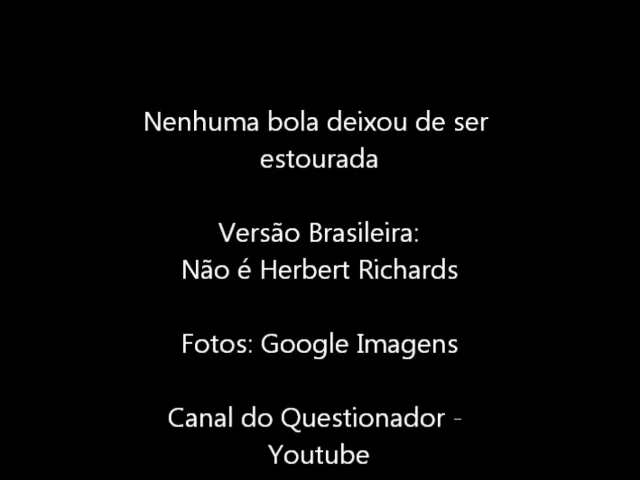 Nenhuma bola deixou de ser
estourada
Versão Brasileira:
Não é Herbert Richards
Fotos: Google Imagens
Canal do Questionador -
Youtube